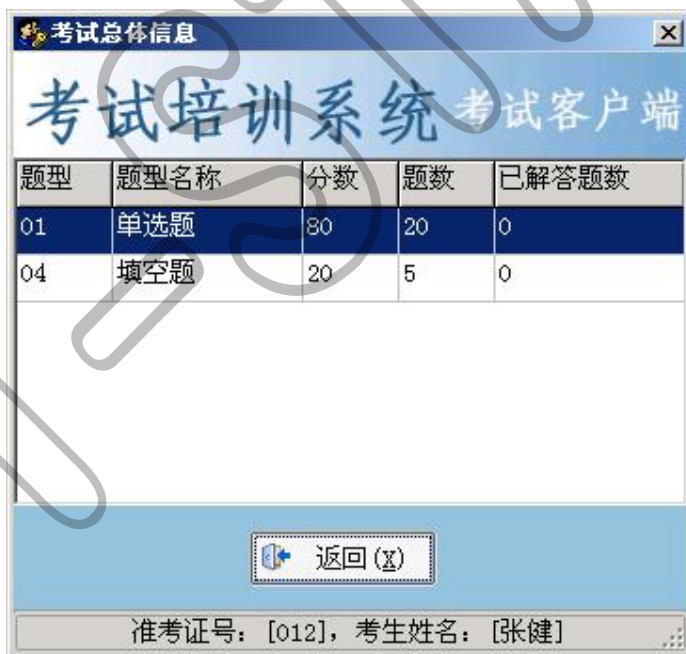 考试总体信息
考试培训系统 考试客户端
题型 题型名称 分数 题数 已解答题数
01 单选题 80 20 0
04 填空题 20 5 0
返回(X)
准考证号: [012], 考生姓名: [张健]